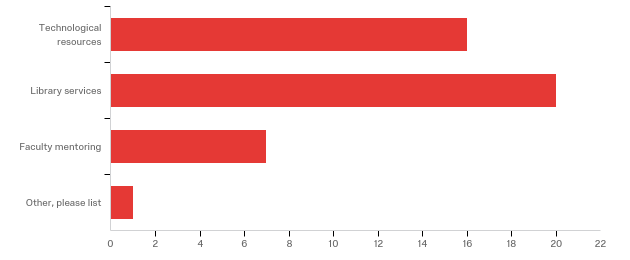 Technological
resources
Library services
Faculty mentoring
Other, please list
0 2 4 6 8 10 12 14 16 18 20 22